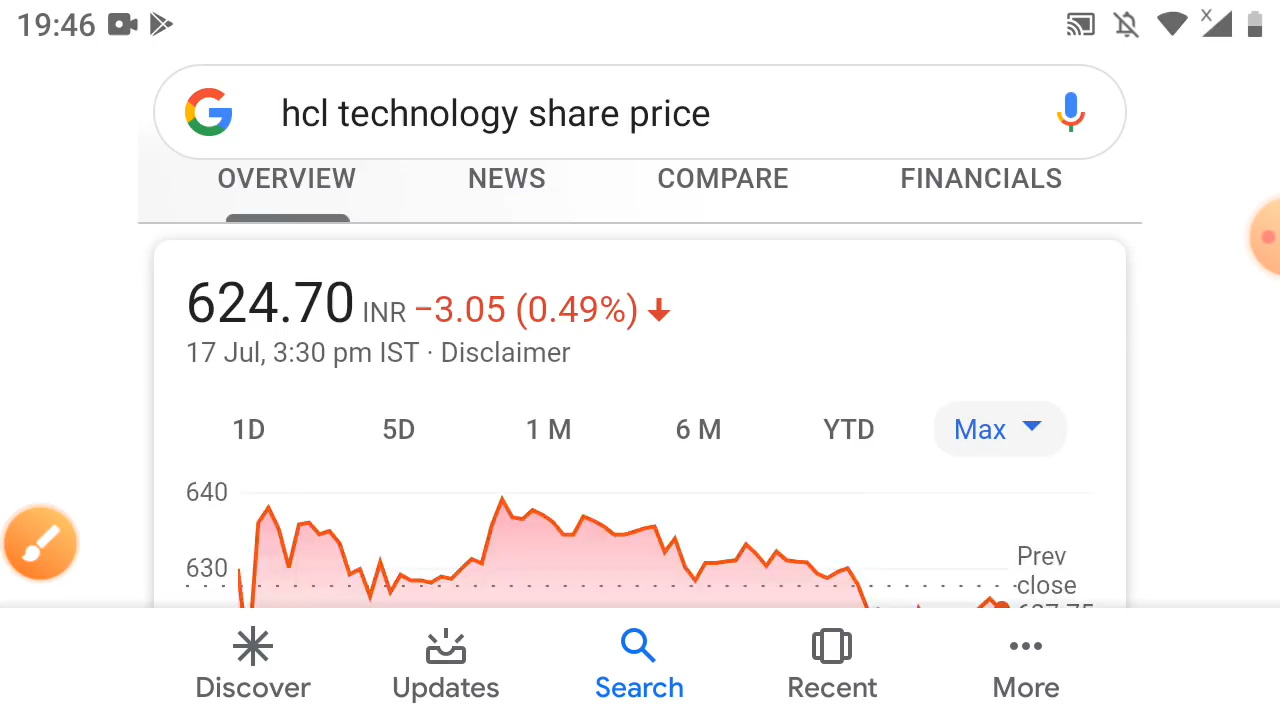 19:46
hcl technology share price
OVERVIEW NEWS COMPARE FINANCIALS
624.70 INR −3.05 (0.49%)
17 Jul, 3:30 pm IST · Disclaimer
1D 5D 1 M 6 M YTD Max
640
630
Prev
close
627.75
Discover Updates Search Recent More